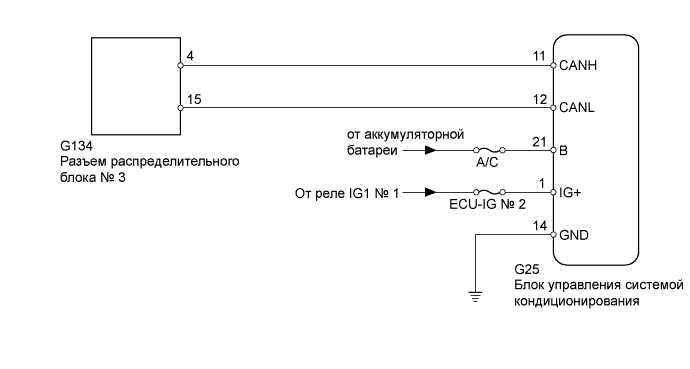 4
11
CANH
15
12
CANL
G134
Разъем распределительного
блока № 3
от аккумуляторной
батареи
A/C
21
B
От реле IG1 № 1
ECU-IG № 2
1
IG+
14
GND
G25
Блок управления системой
кондиционирования